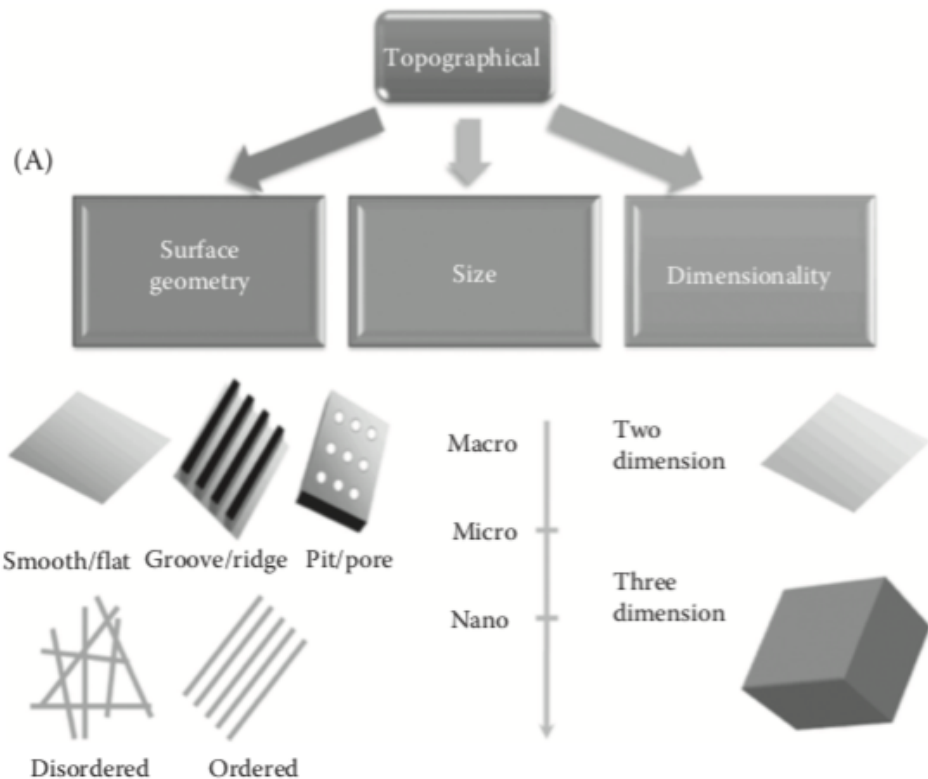 Topographical
(A)
Surface
geometry
Size
Dimensionality
Smooth/flat
Groove/ridge
Pit/pore
Disordered
Ordered
Macro
Micro
Nano
Two
dimension
Three
dimension